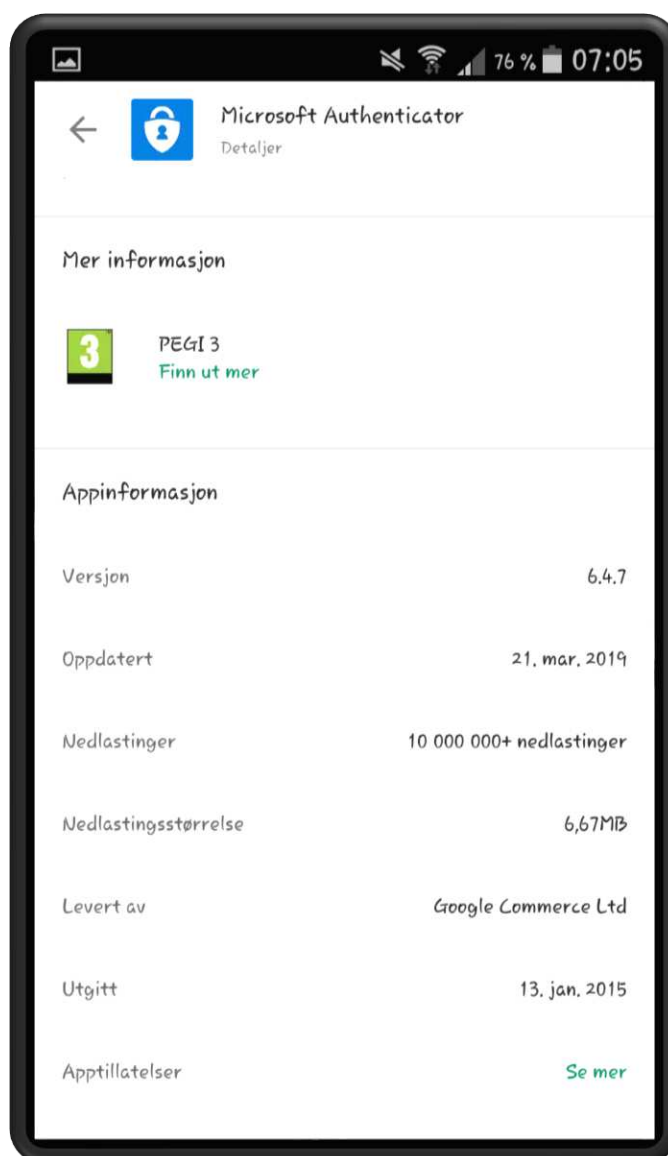 76 % 07:05
Microsoft Authenticator
Detaljer
Mer informasjon
3
PEGI 3
Finn ut mer
Appinformasjon
Versjon 6.4.7
Oppdatert 21. mar. 2019
Nedlastinger 10 000 000+ nedlastinger
Nedlastingsstørrelse 6,67MB
Levert av Google Commerce Ltd
Utgitt 13. jan. 2015
Apptillatelser Se mer